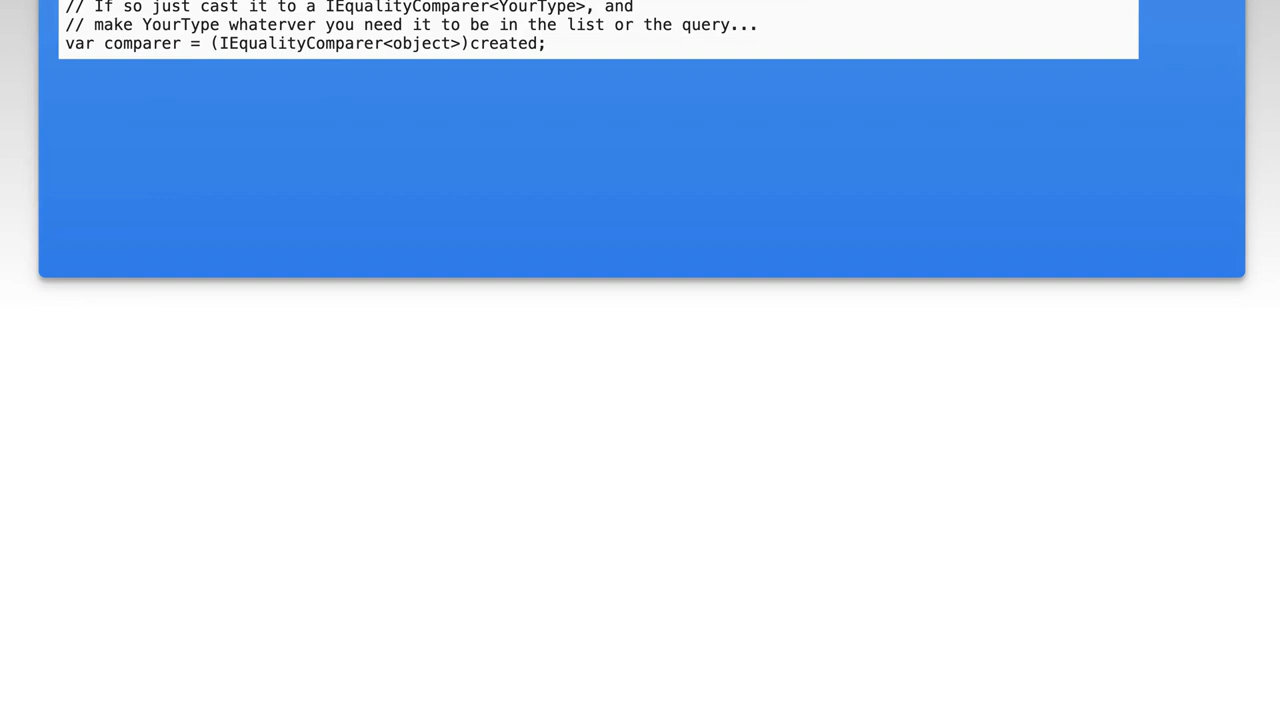 // If so just cast it to a IEqualityComparer<YourType>, and
// make YourType whaterver you need it to be in the list or the query...
var comparer = (IEqualityComparer<object>)created;